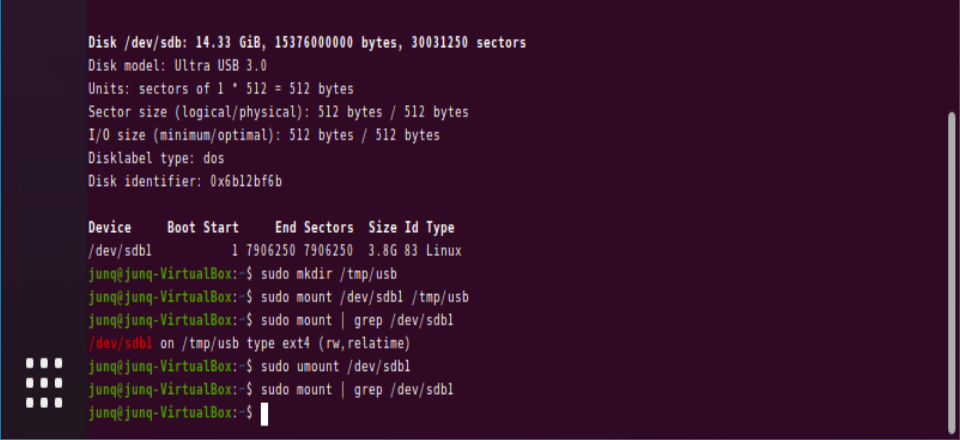 Disk /dev/sdb: 14.33 GiB, 15376000000 bytes, 30031250 sectors
Disk model: Ultra USB 3.0
Units: sectors of 1 * 512 = 512 bytes
Sector size (logical/physical): 512 bytes / 512 bytes
I/O size (minimum/optimal): 512 bytes / 512 bytes
Disklabel type: dos
Disk identifier: 0x6b12bf6b
Device     Boot Start     End Sectors  Size Id Type
/dev/sdb1           1 7906250 7906250  3.8G 83 Linux
junq@junq-VirtualBox:~$ sudo mkdir /tmp/usb
junq@junq-VirtualBox:~$ sudo mount /dev/sdb1 /tmp/usb
junq@junq-VirtualBox:~$ sudo mount | grep /dev/sdb1
/dev/sdb1 on /tmp/usb type ext4 (rw,relatime)
junq@junq-VirtualBox:~$ sudo umount /dev/sdb1
junq@junq-VirtualBox:~$ sudo mount | grep /dev/sdb1
junq@junq-VirtualBox:~$